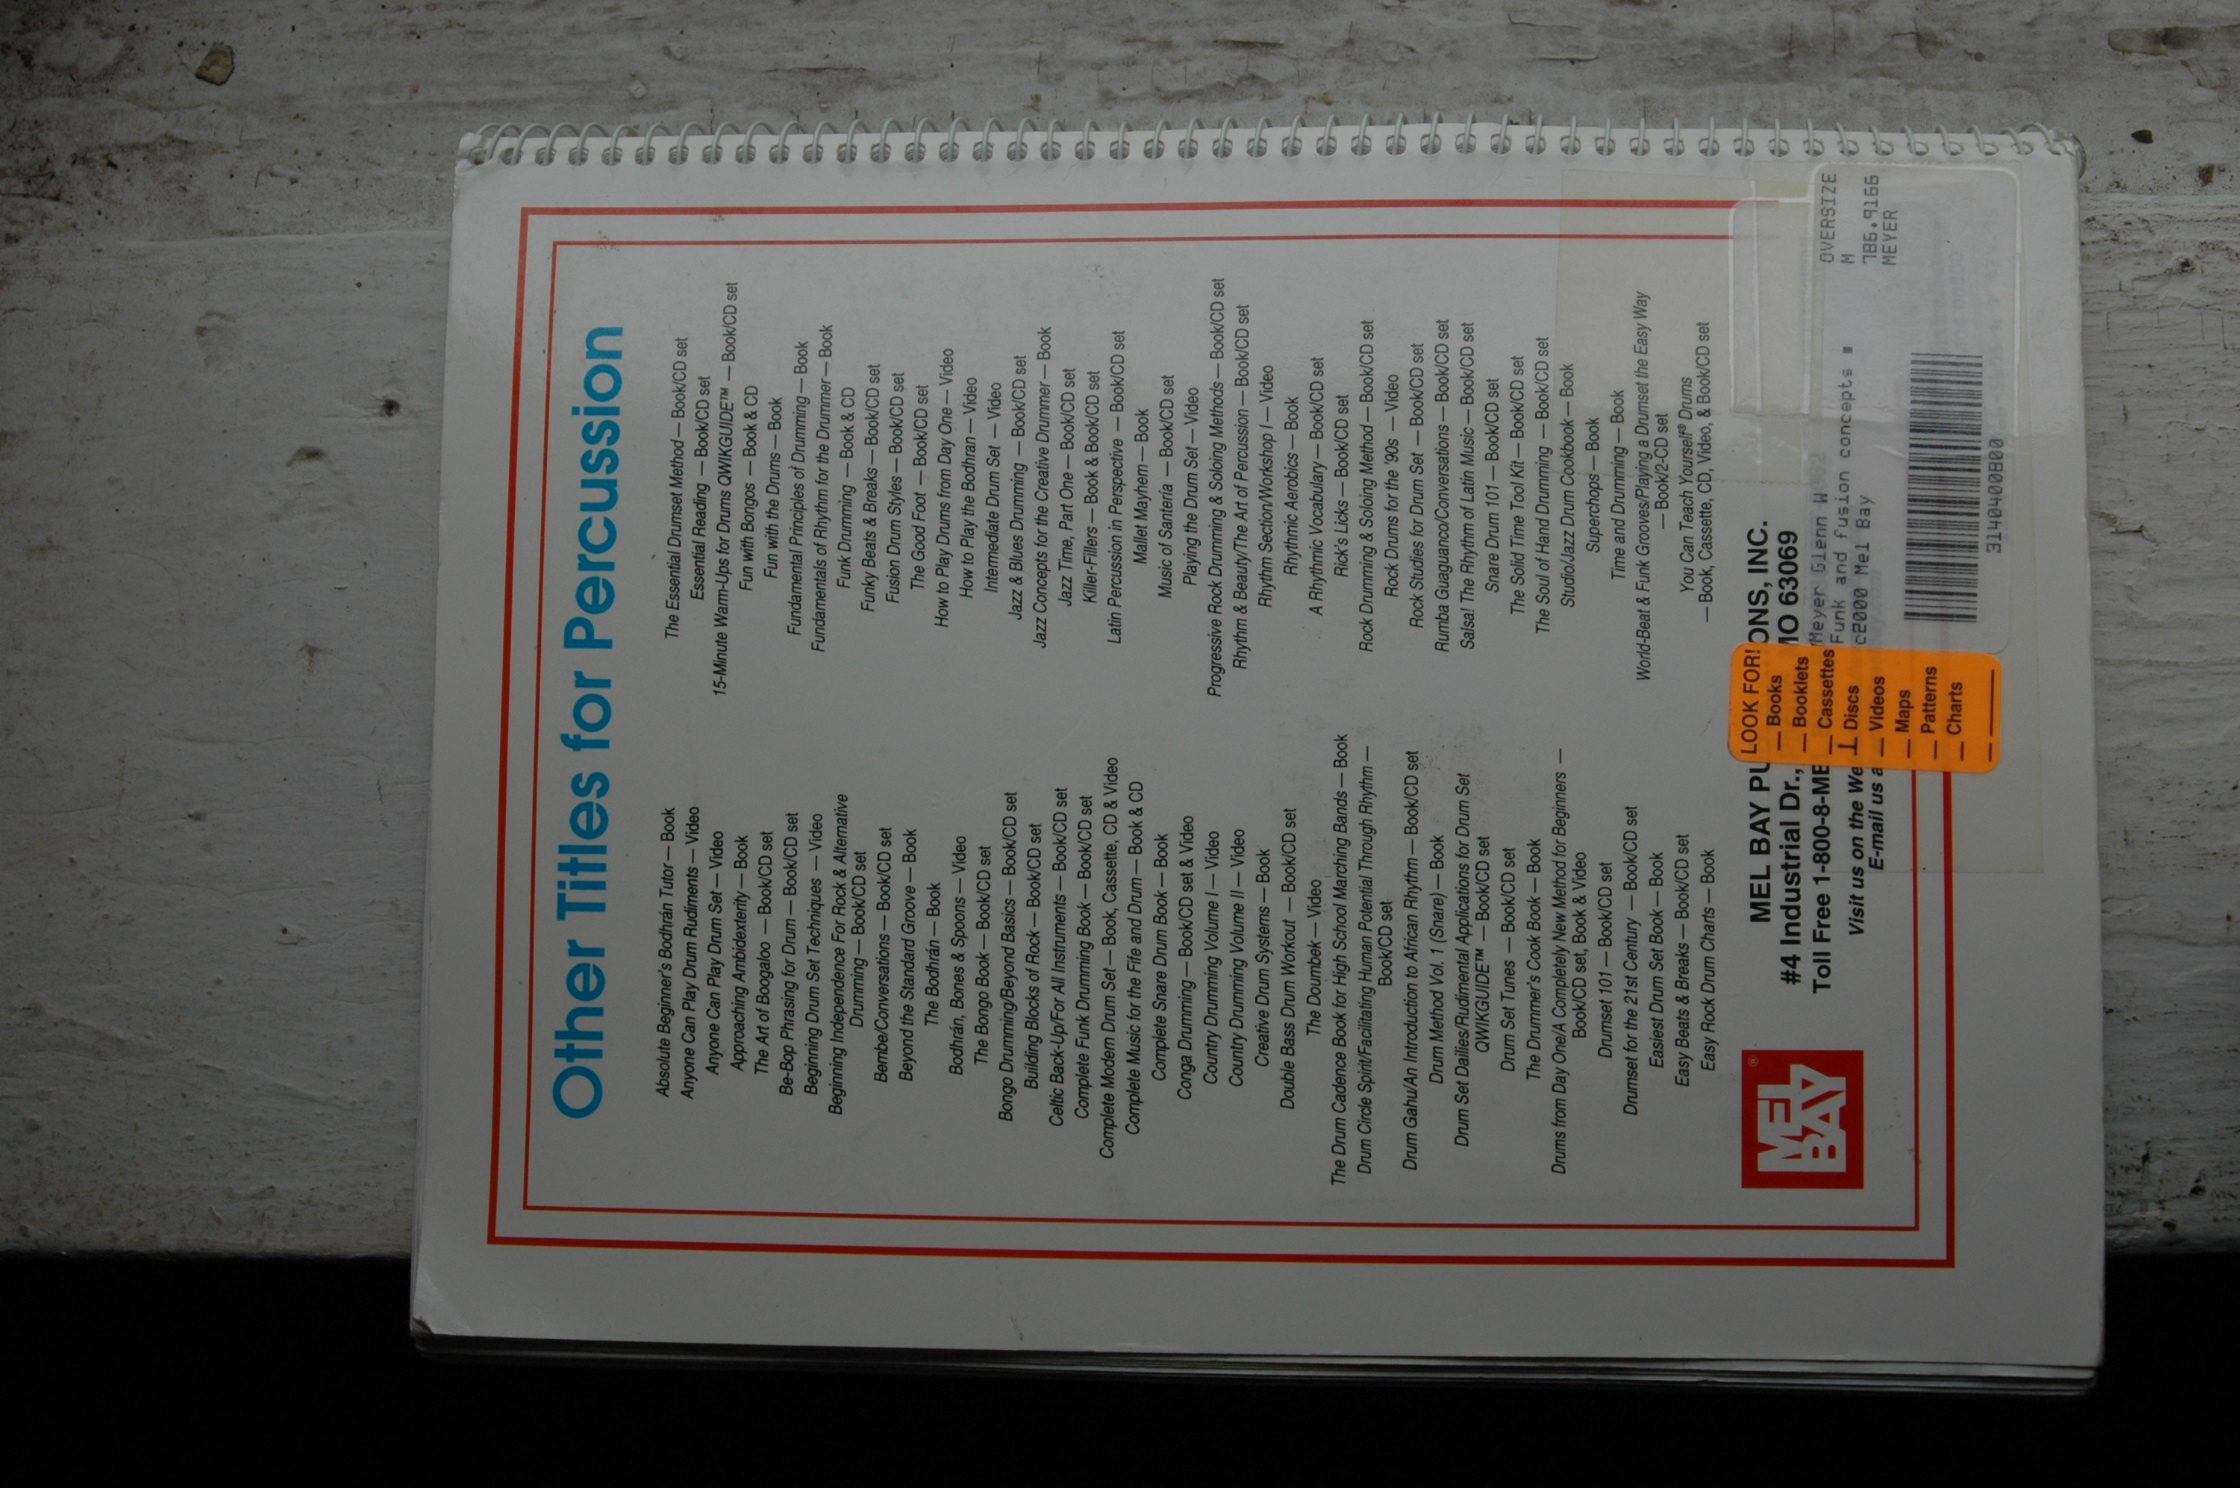 Other Titles for Percussion
Absolute Beginner's Bodhrán Tutor — Book
Anyone Can Play Drum Rudiments — Video
Anyone Can Play Drum Set — Video
Approaching Ambidexterity — Book
The Art of Boogaloo — Book/CD set
Be-Bop Phrasing for Drum — Book/CD set
Beginning Drum Set Techniques — Video
Beginning Independence For Rock & Alternative
Drumming — Book/CD set
Bembe/Conversations — Book/CD set
Beyond the Standard Groove — Book
The Bodhrán — Book
Bodhrán, Bones & Spoons — Video
The Bongo Book — Book/CD set
Bongo Drumming/Beyond Basics — Book/CD set
Building Blocks of Rock — Book/CD set
Celtic Back-Up/For All Instruments — Book/CD set
Complete Funk Drumming Book — Book/CD set
Complete Modern Drum Set — Book, Cassette, CD & Video
Complete Music for the Fife and Drum — Book & CD
Complete Snare Drum Book — Book
Conga Drumming — Book/CD set & Video
Country Drumming Volume I — Video
Country Drumming Volume II — Video
Creative Drum Systems — Book
Double Bass Drum Workout — Book/CD set
The Doumbek — Video
The Drum Cadence Book for High School Marching Bands — Book
Drum Circle Spirit/Facilitating Human Potential Through Rhythm —
Book/CD set
Drum Gahu/An Introduction to African Rhythm — Book/CD set
Drum Method Vol. 1 (Snare) — Book
Drum Set Dailies/Rudimental Applications for Drum Set
QWIKGUIDE™ — Book/CD set
Drum Set Tunes — Book/CD set
The Drummer's Cook Book — Book
Drums from Day One/A Completely New Method for Beginners —
Book/CD set, Book & Video
Drumset 101 — Book/CD set
Drumset for the 21st Century — Book/CD set
Easiest Drum Set Book — Book
Easy Beats & Breaks — Book/CD set
Easy Rock Drum Charts — Book
The Essential Drumset Method — Book/CD set
Essential Reading — Book/CD set
15-Minute Warm-Ups for Drums QWIKGUIDE™ — Book/CD set
Fun with Bongos — Book & CD
Fun with the Drums — Book
Fundamental Principles of Drumming — Book
Fundamentals of Rhythm for the Drummer — Book
Funk Drumming — Book & CD
Funky Beats & Breaks — Book/CD set
Fusion Drum Styles — Book/CD set
The Good Foot — Book/CD set
How to Play Drums from Day One — Video
How to Play the Bodhran — Video
Intermediate Drum Set — Video
Jazz & Blues Drumming — Book/CD set
Jazz Concepts for the Creative Drummer — Book
Jazz Time, Part One — Book/CD set
Killer-Fillers — Book & Book/CD set
Latin Percussion in Perspective — Book/CD set
Mallet Mayhem — Book
Music of Santería — Book/CD set
Playing the Drum Set — Video
Progressive Rock Drumming & Soloing Methods — Book/CD set
Rhythm & Beauty/The Art of Percussion — Book/CD set
Rhythm Section/Workshop I — Video
Rhythmic Aerobics — Book
A Rhythmic Vocabulary — Book/CD set
Rick's Licks — Book/CD set
Rock Drumming & Soloing Method — Book/CD set
Rock Drums for the '90s — Video
Rock Studies for Drum Set — Book/CD set
Rumba Guaguanco/Conversations — Book/CD set
Salsa! The Rhythm of Latin Music — Book/CD set
Snare Drum 101 — Book/CD set
The Solid Time Tool Kit — Book/CD set
The Soul of Hand Drumming — Book/CD set
Studio/Jazz Drum Cookbook — Book
Superchops — Book
Time and Drumming — Book
World-Beat & Funk Grooves/Playing a Drumset the Easy Way
— Book/2-CD set
You Can Teach Yourself® Drums
— Book, Cassette, CD, Video, & Book/CD set
MEL BAY ®
MEL BAY PU ONS, INC.
#4 Industrial Dr., MO 63069
Toll Free 1-800-8-ME
Visit us on the We
E-mail us a
LOOK FOR!
— Books
— Booklets
— Cassettes
1 Discs
— Videos
— Maps
— Patterns
— Charts
OVERSIZE
M
786.9166
MEYER
Meyer Glenn W
Funk and fusion concepts
c2000 Mel Bay
3140400800